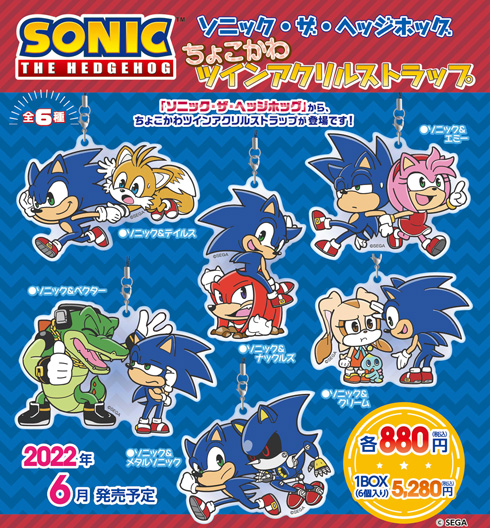 SONIC
THE HEDGEHOG
TM
ソニック・ザ・ヘッジホッグ
ちょこかわ
ツインアクリルストラップ
全6種
「ソニック・ザ・ヘッジホッグ」から、
ちょこかわツインアクリルストラップが登場です!
●ソニック&
エミー
●ソニック&テイルス
©SEGA
©SEGA
©SEGA
●ソニック&ベクター
●ソニック&
ナックルズ
●ソニック&
クリーム
©SEGA
©SEGA
●ソニック&
メタルソニック
©SEGA
2022年
6月 発売予定
各880円(税込)
1BOX
(6個入り)
5,280円(税込)
© SEGA